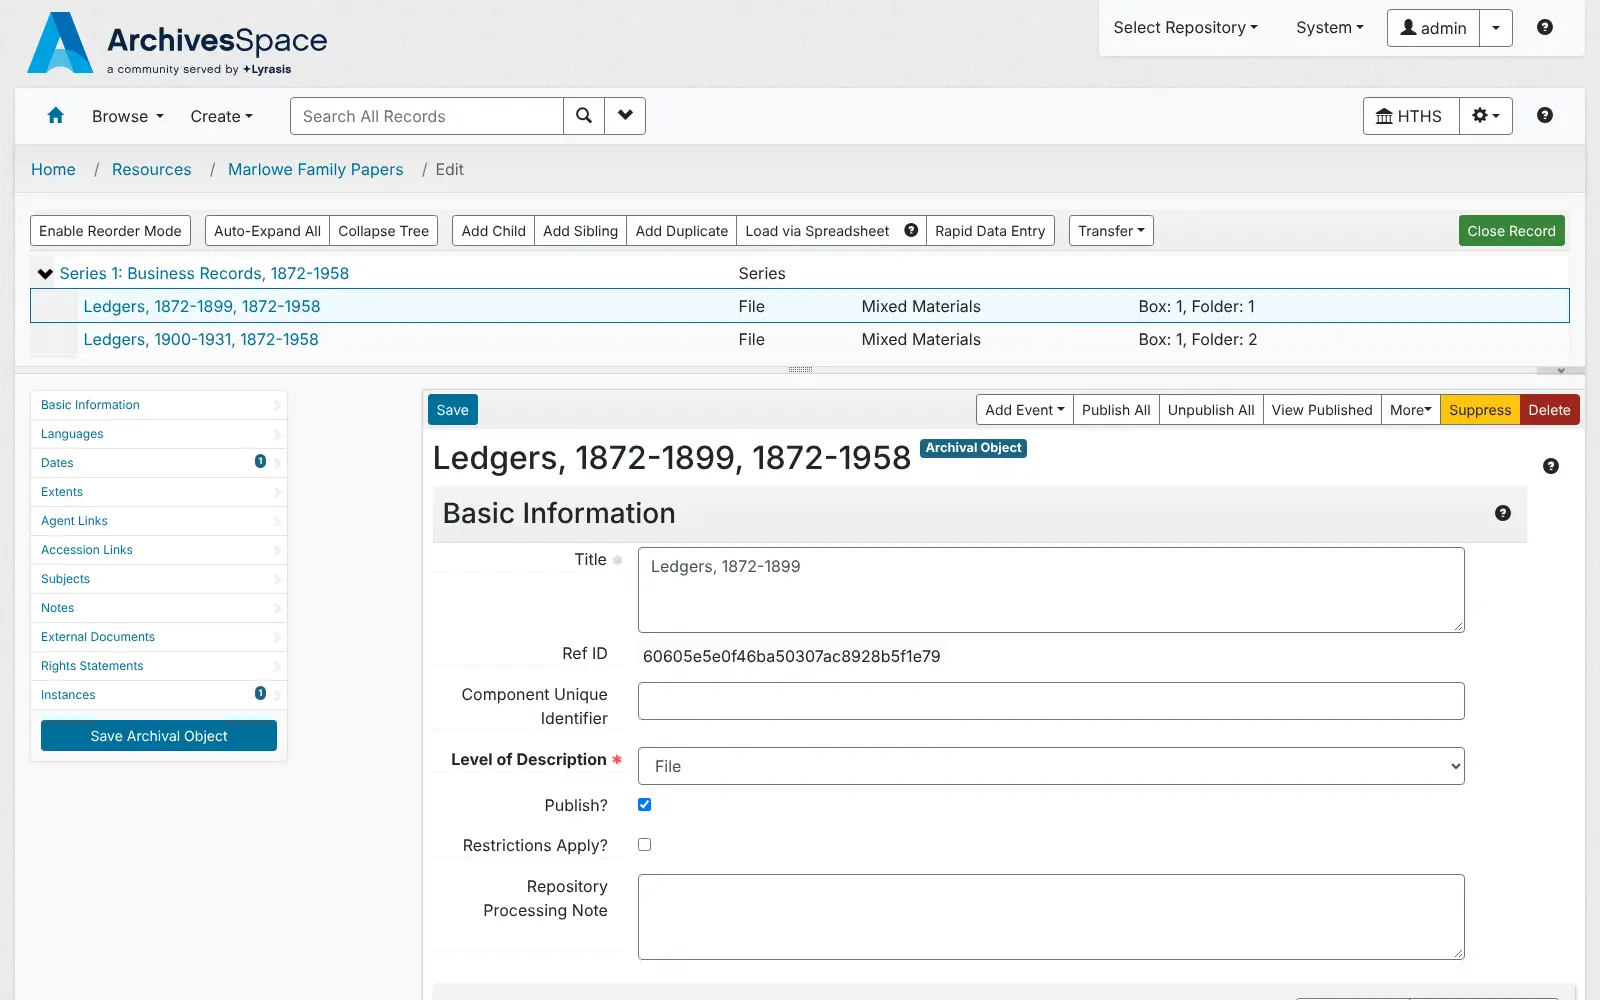 ArchivesSpace
a community served by Lyrasis
Select Repository
System
admin
Browse
Create
Search All Records
HTHS
Home / Resources / Marlowe Family Papers / Edit
Enable Reorder Mode
Auto-Expand All
Collapse Tree
Add Child
Add Sibling
Add Duplicate
Load via Spreadsheet
Rapid Data Entry
Transfer
Close Record
Series 1: Business Records, 1872-1958 Series
Ledgers, 1872-1899, 1872-1958 File Mixed Materials Box: 1, Folder: 1
Ledgers, 1900-1931, 1872-1958 File Mixed Materials Box: 1, Folder: 2
Basic Information
Languages
Dates 1
Extents
Agent Links
Accession Links
Subjects
Notes
External Documents
Rights Statements
Instances 1
Save Archival Object
Save
Add Event
Publish All
Unpublish All
View Published
More
Suppress
Delete
Ledgers, 1872-1899, 1872-1958 Archival Object
Basic Information
Title
Ledgers, 1872-1899
Ref ID
60605e5e0f46ba50307ac8928b5f1e79
Component Unique
Identifier
Level of Description *
File
Publish?
Restrictions Apply?
Repository
Processing Note